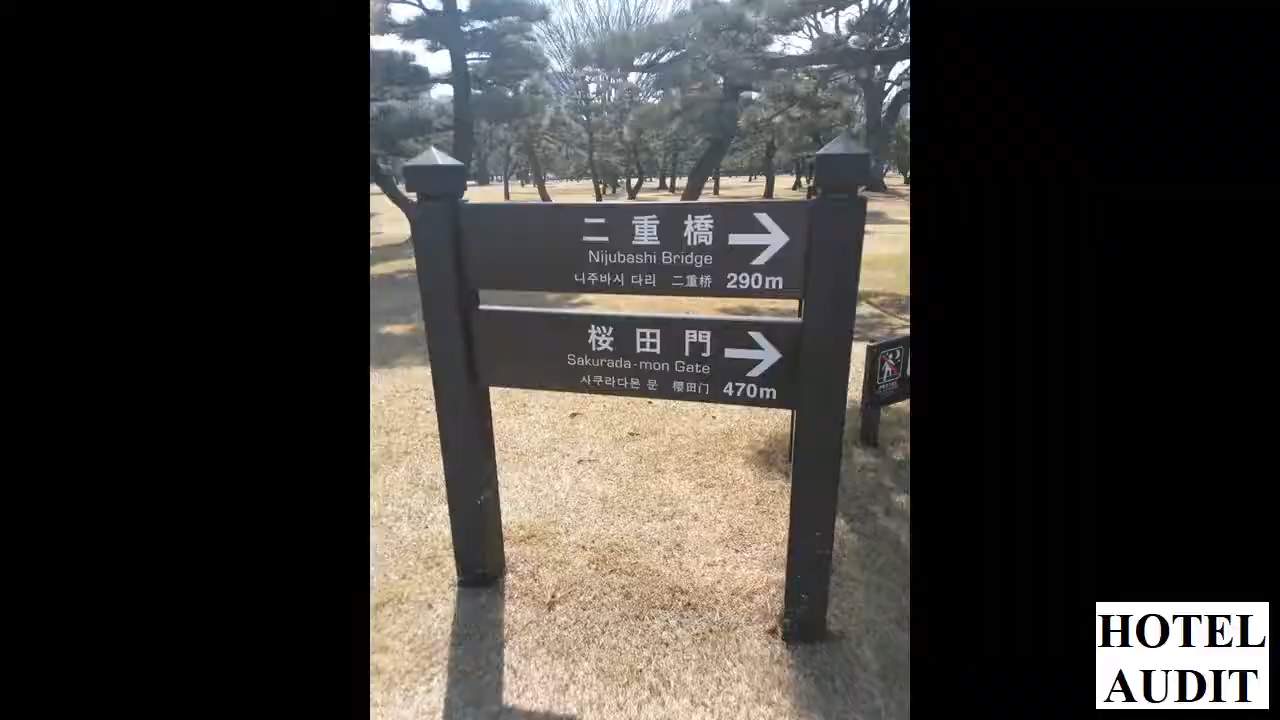 二重橋
Nijubashi Bridge
니주바시 다리 二重桥 290m
桜田門
Sakurada-mon Gate
사쿠라다몬 문 樱田门 470m
HOTEL
AUDIT